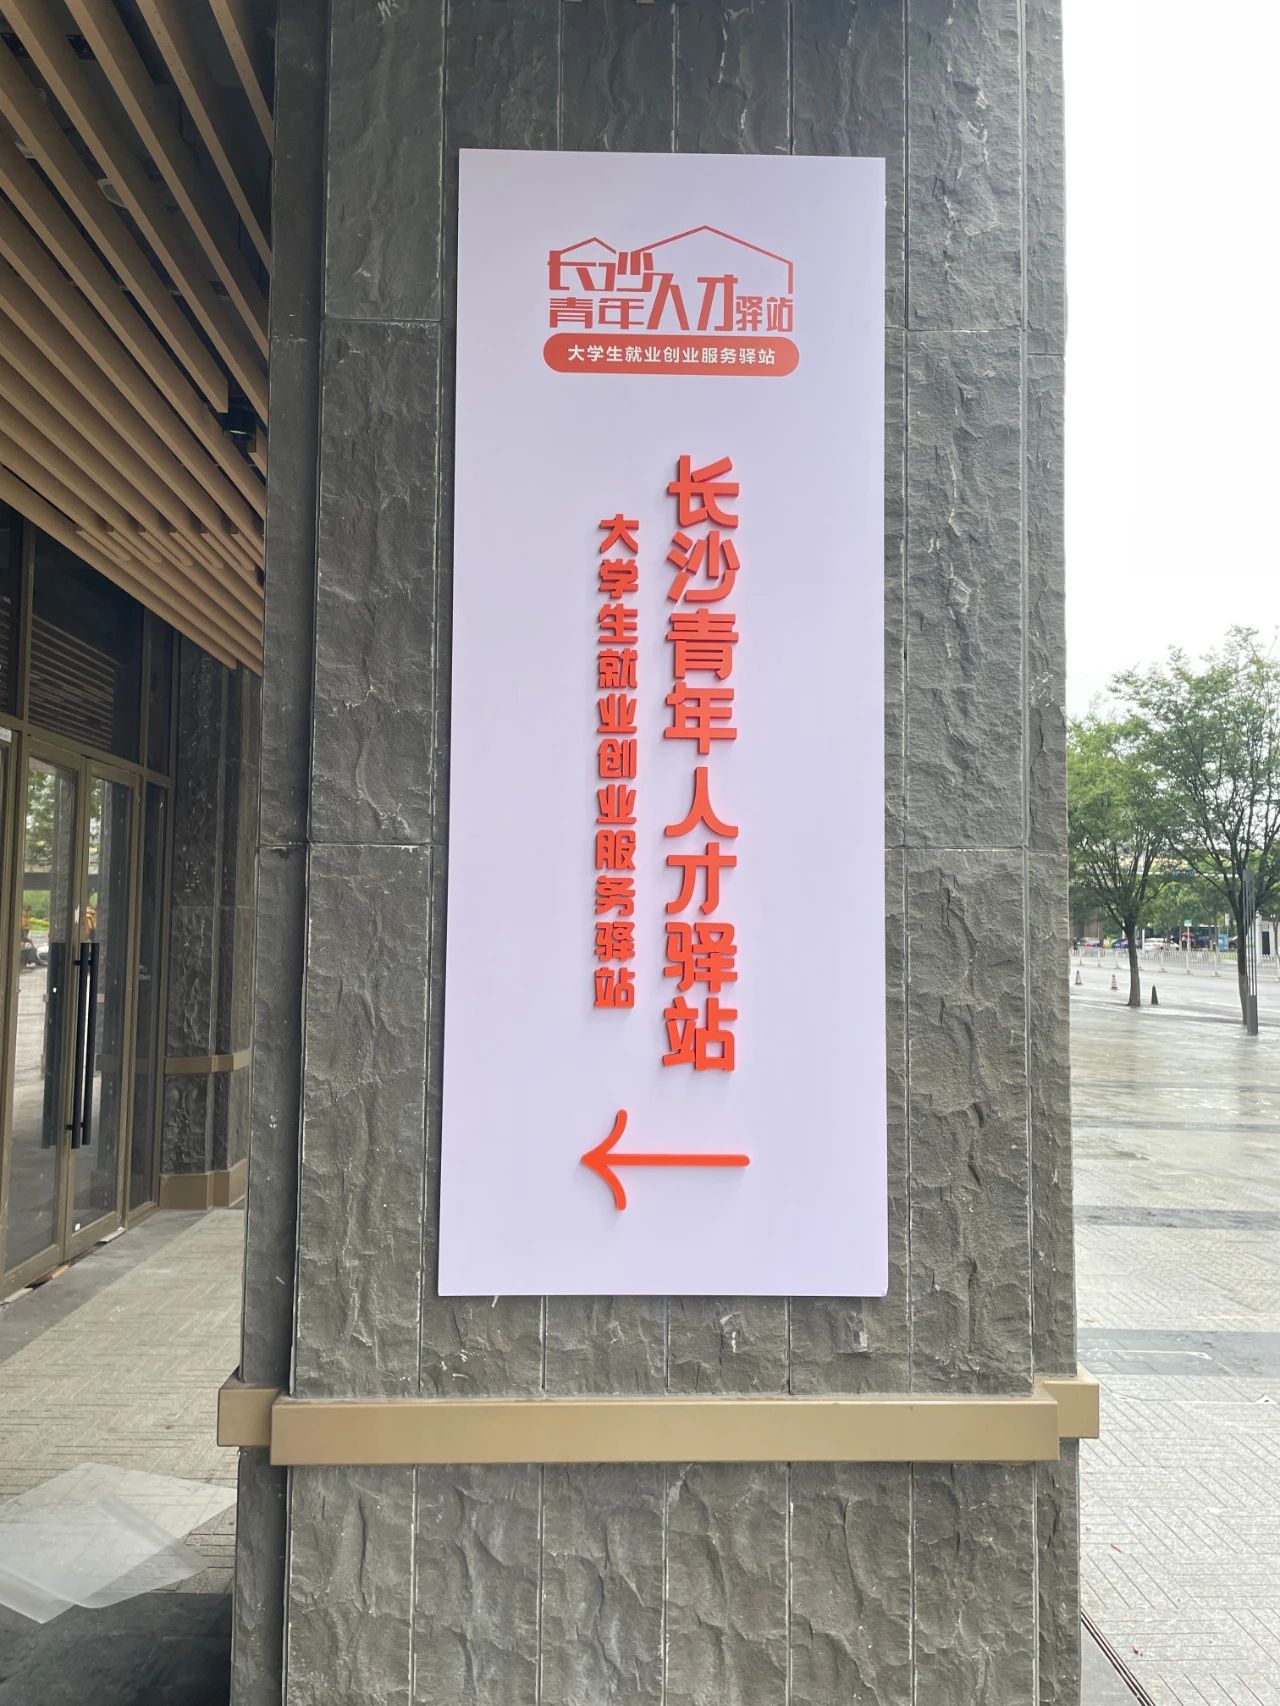 长沙
青年人才驿站
大学生就业创业服务驿站
长沙青年人才驿站
大学生就业创业服务驿站